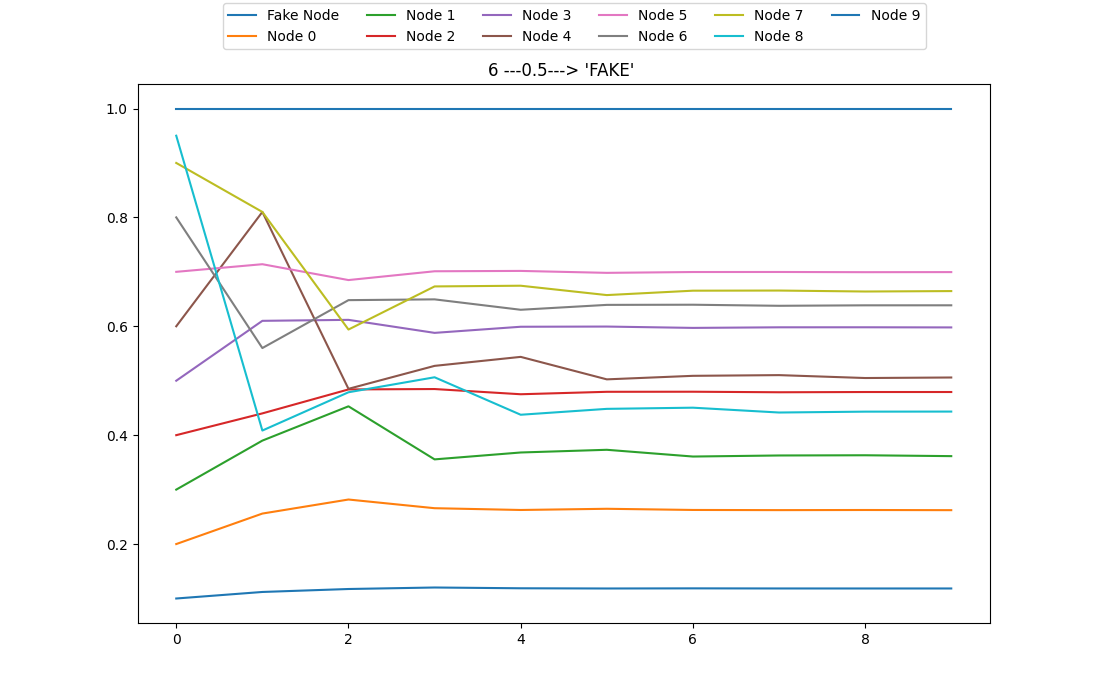 Fake Node Node 1 Node 3 Node 5 Node 7 Node 9
Node 0 Node 2 Node 4 Node 6 Node 8
6 ---0.5---> 'FAKE'
1.0
0.8
0.6
0.4
0.2
0 2 4 6 8